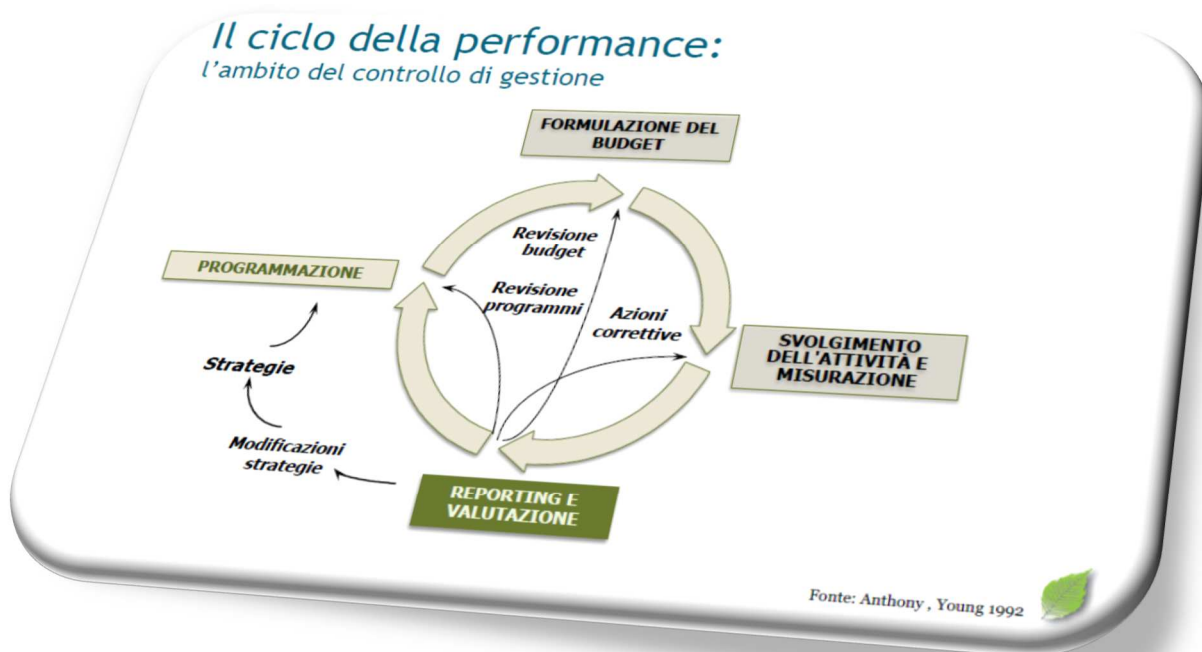 Il ciclo della performance:
l'ambito del controllo di gestione
FORMULAZIONE DEL
BUDGET
Revisione
budget
PROGRAMMAZIONE
Revisione
programmi
Azioni
correttive
SVOLGIMENTO
DELL'ATTIVITÀ E
MISURAZIONE
Strategie
Modificazioni
strategie
REPORTING E
VALUTAZIONE
Fonte: Anthony , Young 1992